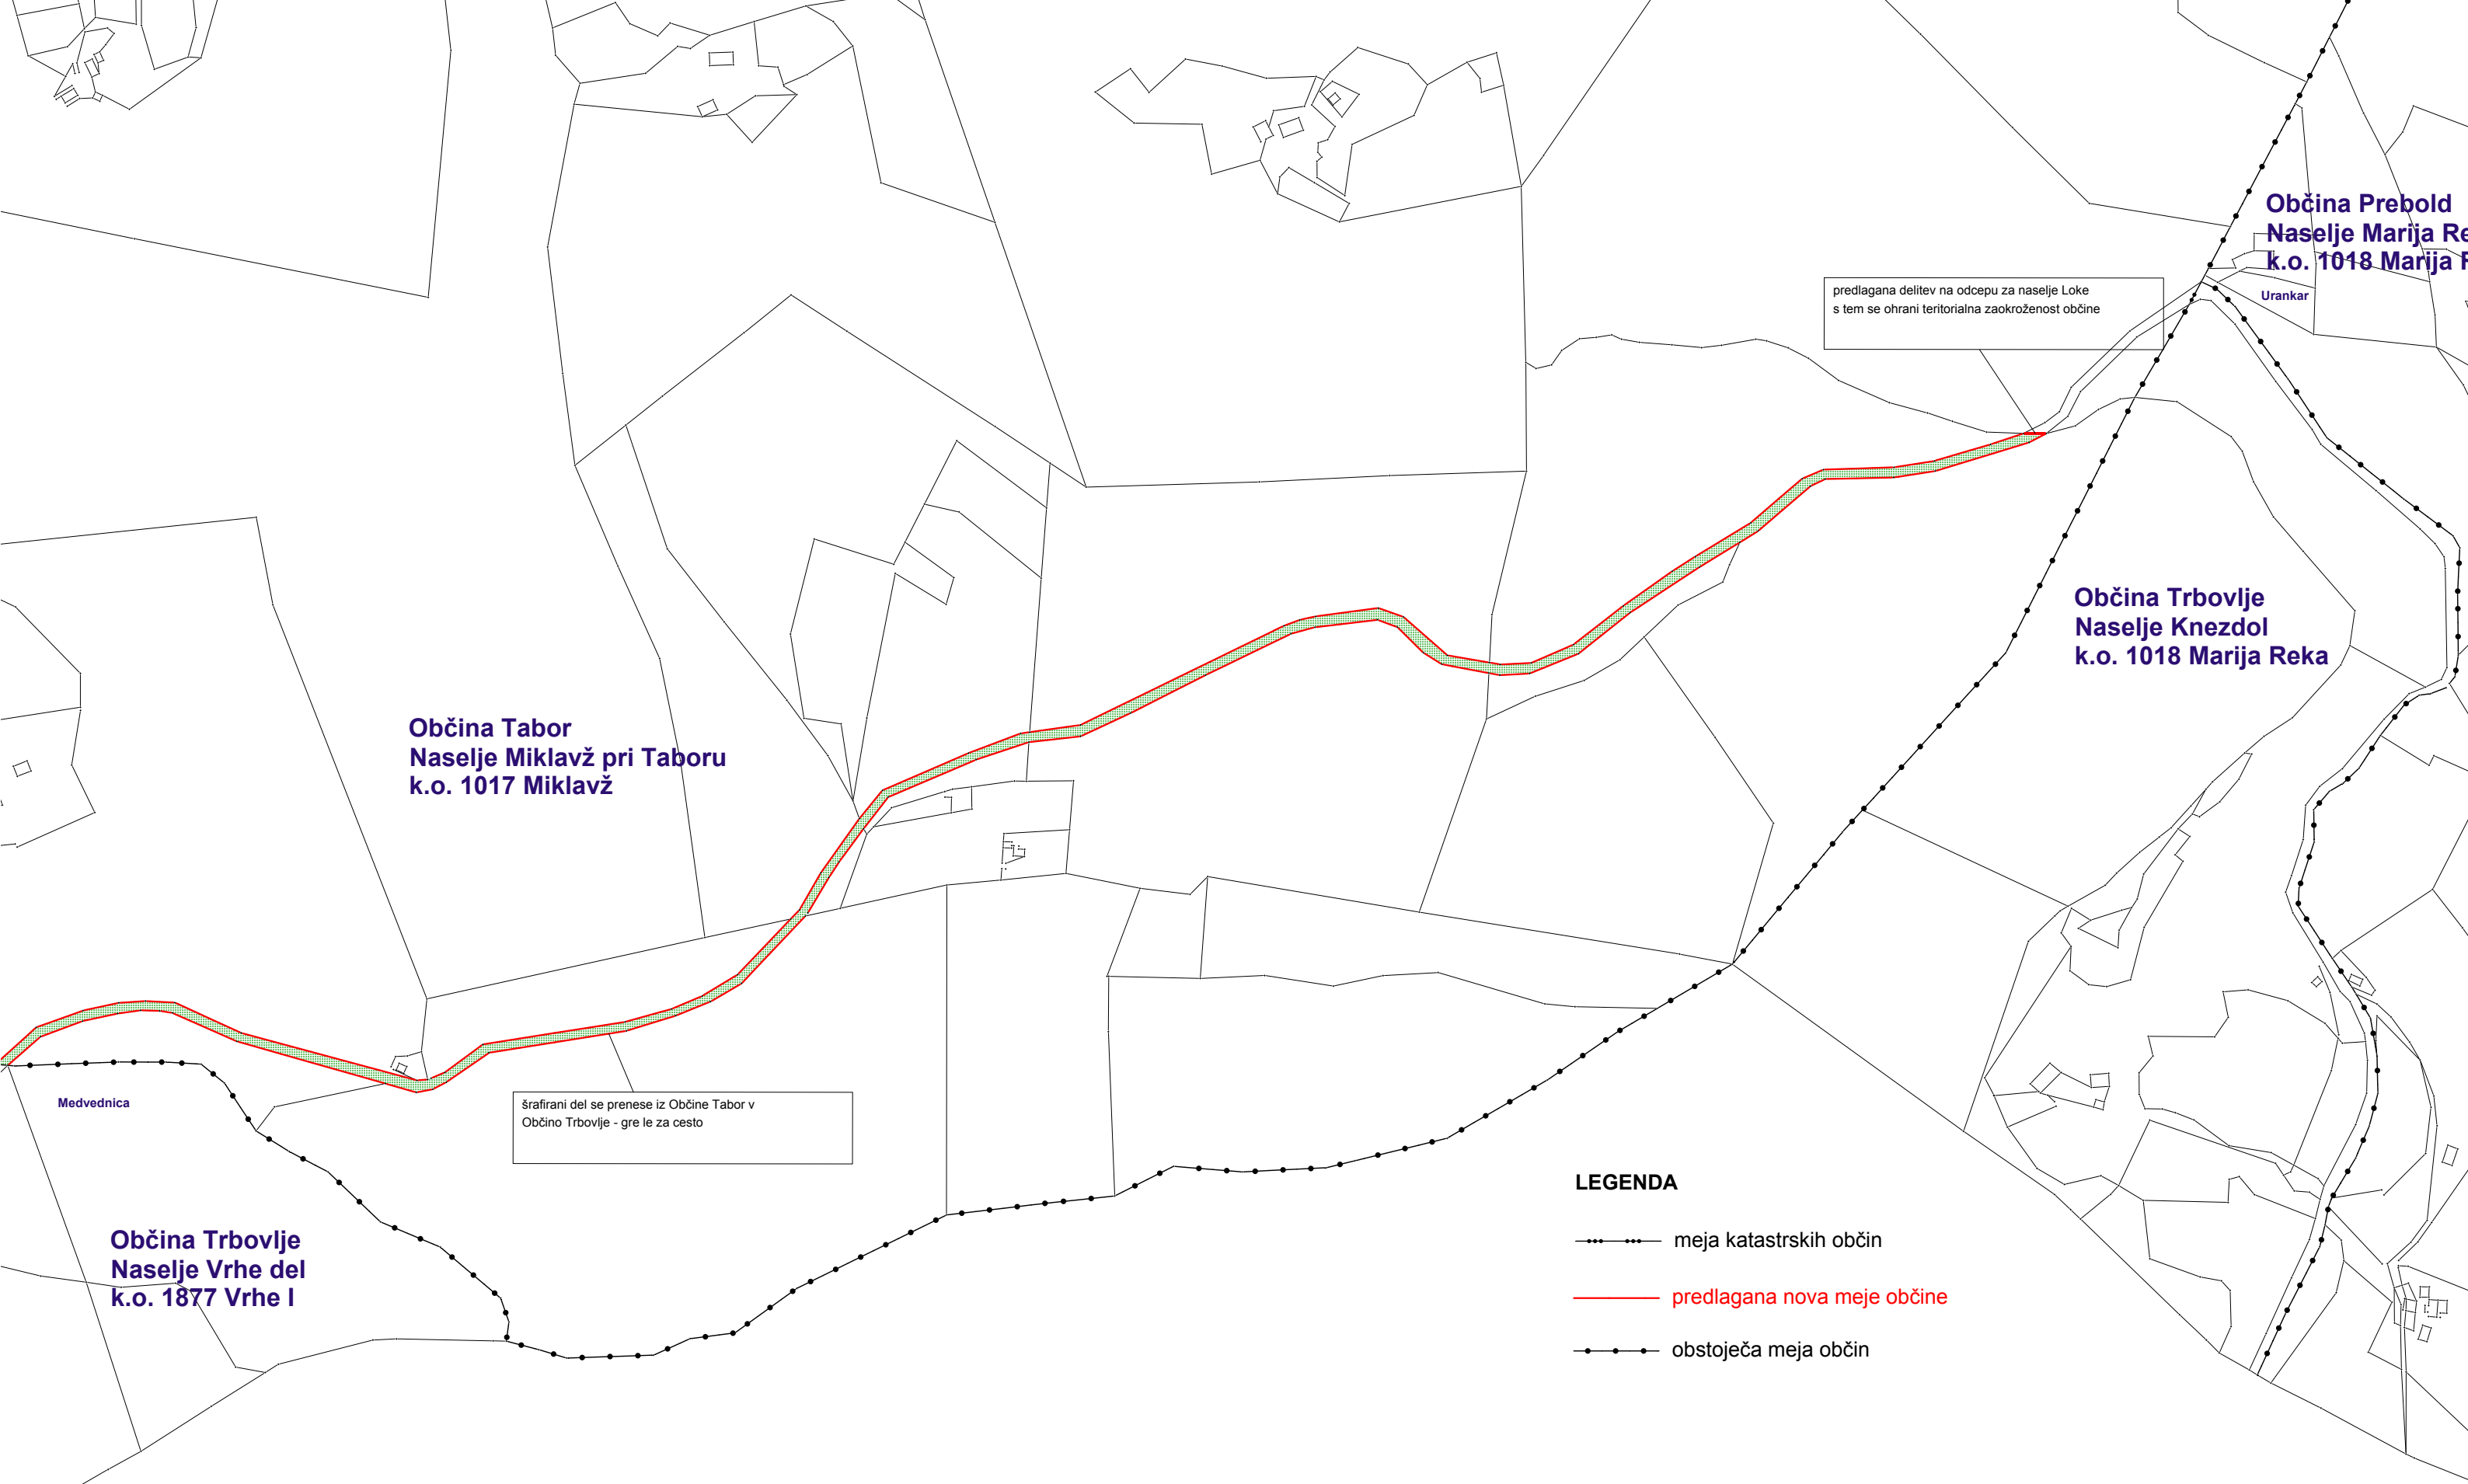 Občina Prebold
Naselje Marija Re
k.o. 1018 Marija R
Urankar
predlagana delitev na odcepu za naselje Loke
s tem se ohrani teritorialna zaokroženost občine
Občina Trbovlje
Naselje Knezdol
k.o. 1018 Marija Reka
Občina Tabor
Naselje Miklavž pri Taboru
k.o. 1017 Miklavž
Medvednica
šrafirani del se prenese iz Občine Tabor v
Občino Trbovlje - gre le za cesto
Občina Trbovlje
Naselje Vrhe del
k.o. 1877 Vrhe I
LEGENDA
meja katastrskih občin
predlagana nova meje občine
obstoječa meja občin